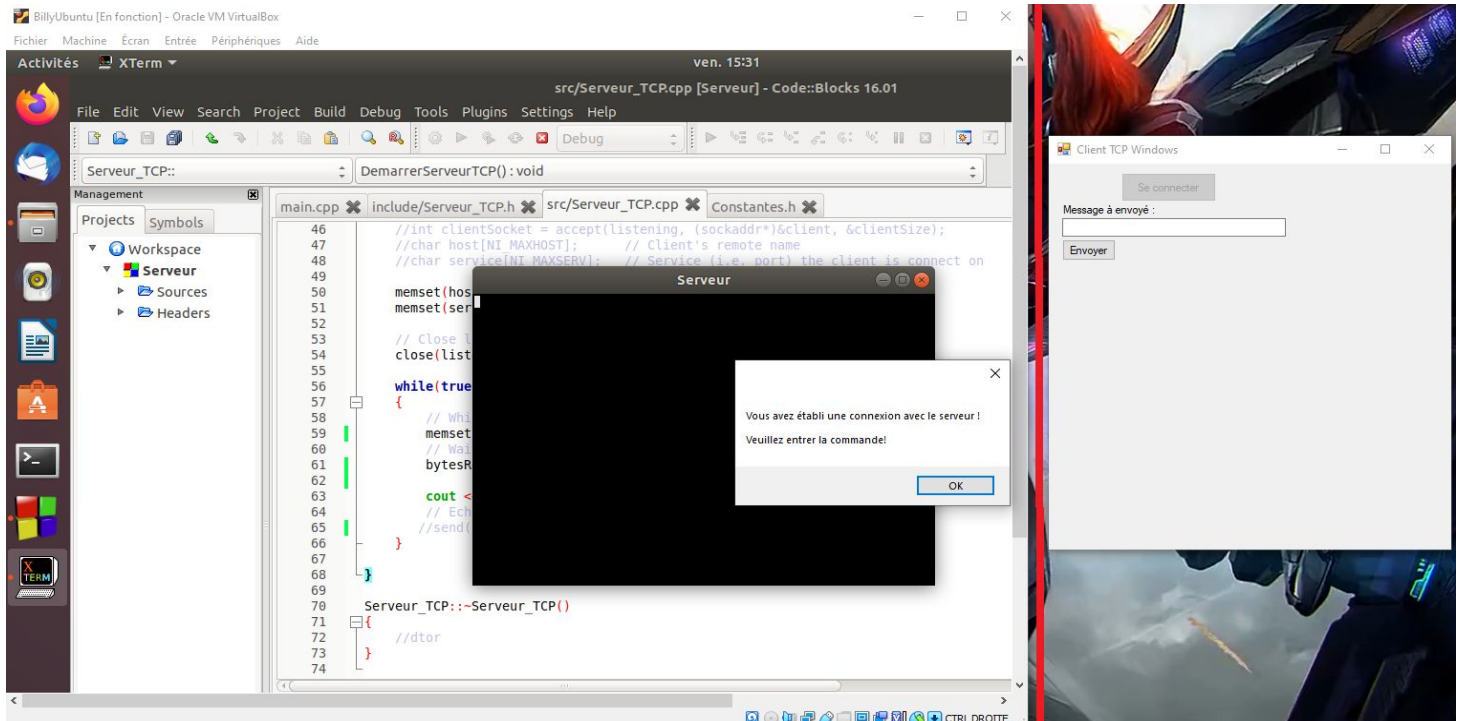 BillyUbuntu [En fonction] - Oracle VM VirtualBox
Fichier Machine Écran Entrée Périphériques Aide
Activités XTerm ven. 15:31
src/Serveur_TCP.cpp [Serveur] - Code::Blocks 16.01
File Edit View Search Project Build Debug Tools Plugins Settings Help
Debug
Serveur_TCP:: DemarrerServeurTCP() : void
Management
Projects Symbols
Workspace
Serveur
Sources
Headers
main.cpp include/Serveur_TCP.h src/Serveur_TCP.cpp Constantes.h
46 //int clientSocket = accept(listening, (sockaddr*)&client, &clientSize);
47 //char host[NI_MAXHOST]; // Client's remote name
48 //char service[NI_MAXSERV]; // Service (i.e. port) the client is connect on
49
50 memset(hos
51 memset(ser
52
53 // Close l
54 close(list
55
56 while(true
57 {
58 // Whi
59 memset
60 // Wai
61 bytesR
62
63 cout <
64 // Ech
65 //send(
66 }
67
68 }
69
70 Serveur_TCP::~Serveur_TCP()
71 {
72 //dtor
73 }
74
Serveur
Vous avez établi une connexion avec le serveur !
Veuillez entrer la commande!
OK
X
TERM
CTRL DROITE
Client TCP Windows
Se connecter
Message à envoyé :
Envoyer